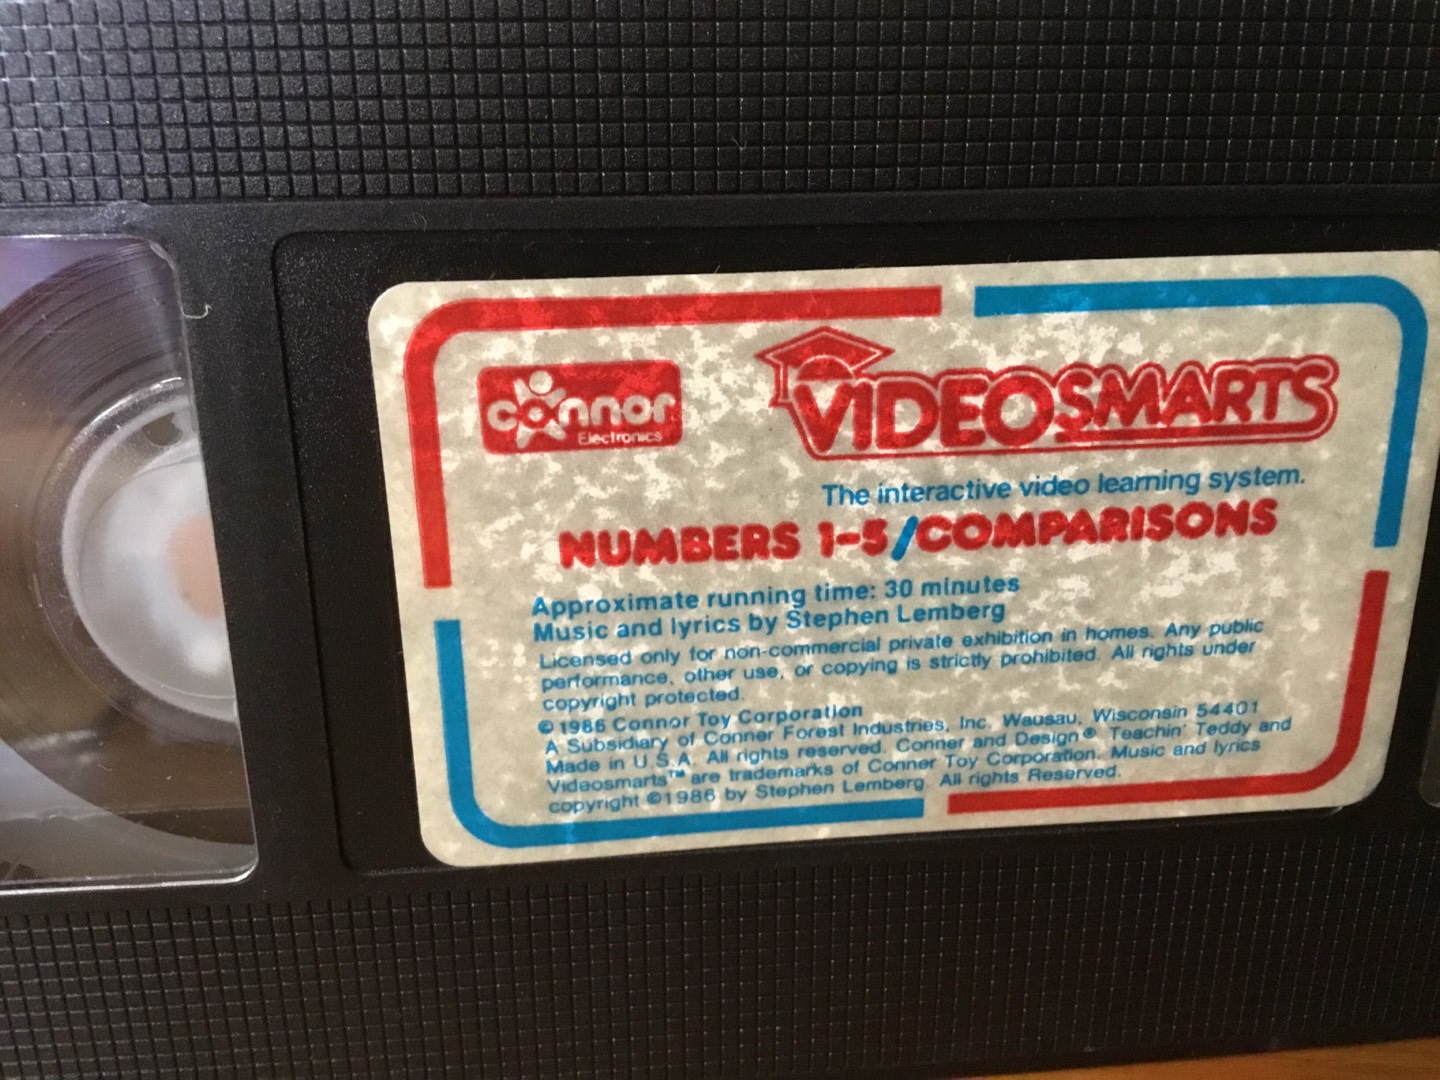 connor
Electronics
VIDEOSMARTS
The interactive video learning system.
NUMBERS 1-5/COMPARISONS
Approximate running time: 30 minutes
Music and lyrics by Stephen Lemberg
Licensed only for non-commercial private exhibition in homes. Any public
performance, other use, or copying is strictly prohibited. All rights under
copyright protected.
©1986 Connor Toy Corporation
A Subsidiary of Connor Forest Industries, Inc. Wausau, Wisconsin 54401
Made in U.S.A. All rights reserved. Connor and Design® Teachin' Teddy and
Videosmarts™ are trademarks of Connor Toy Corporation. Music and lyrics
copyright ©1986 by Stephen Lemberg. All rights Reserved.